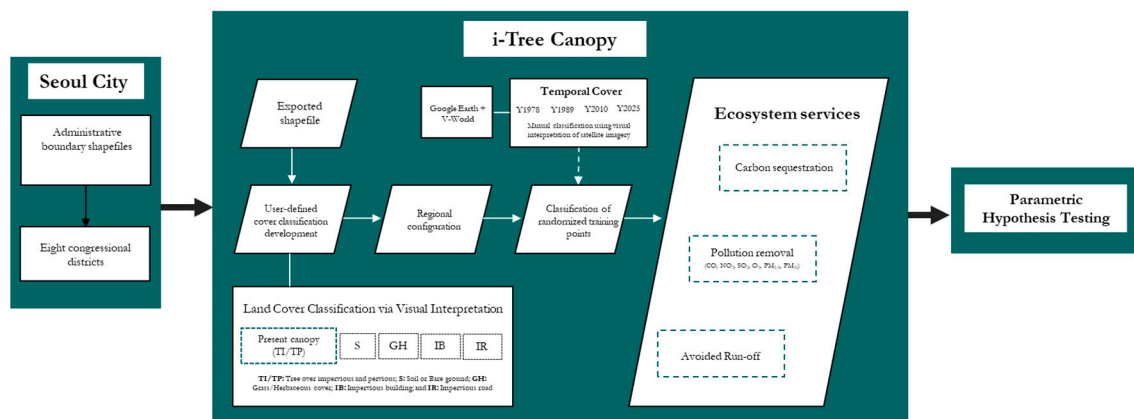 Seoul City
Administrative
boundary shapefiles
Eight congressional
districts
i-Tree Canopy
Exported
shapefile
Google Earth +
V-World
Temporal Cover
Y1978 Y1989 Y2010 Y2025
Manual classification using visual
interpretation of satellite imagery
User-defined
cover classification
development
Regional
configuration
Classification of
randomized training
points
Land Cover Classification via Visual Interpretation
Present canopy
(TI/TP)
S
GH
IB
IR
TI/TP: Tree over impervious and pervious; S: Soil or Bare ground; GH:
Grass/Herbaceous cover; IB: Impervious building; and IR: Impervious road
Ecosystem services
Carbon sequestration
Pollution removal
(CO, NO₂, SO₂, O₃, PM₂.₅, PM₁₀)
Avoided Run-off
Parametric
Hypothesis Testing